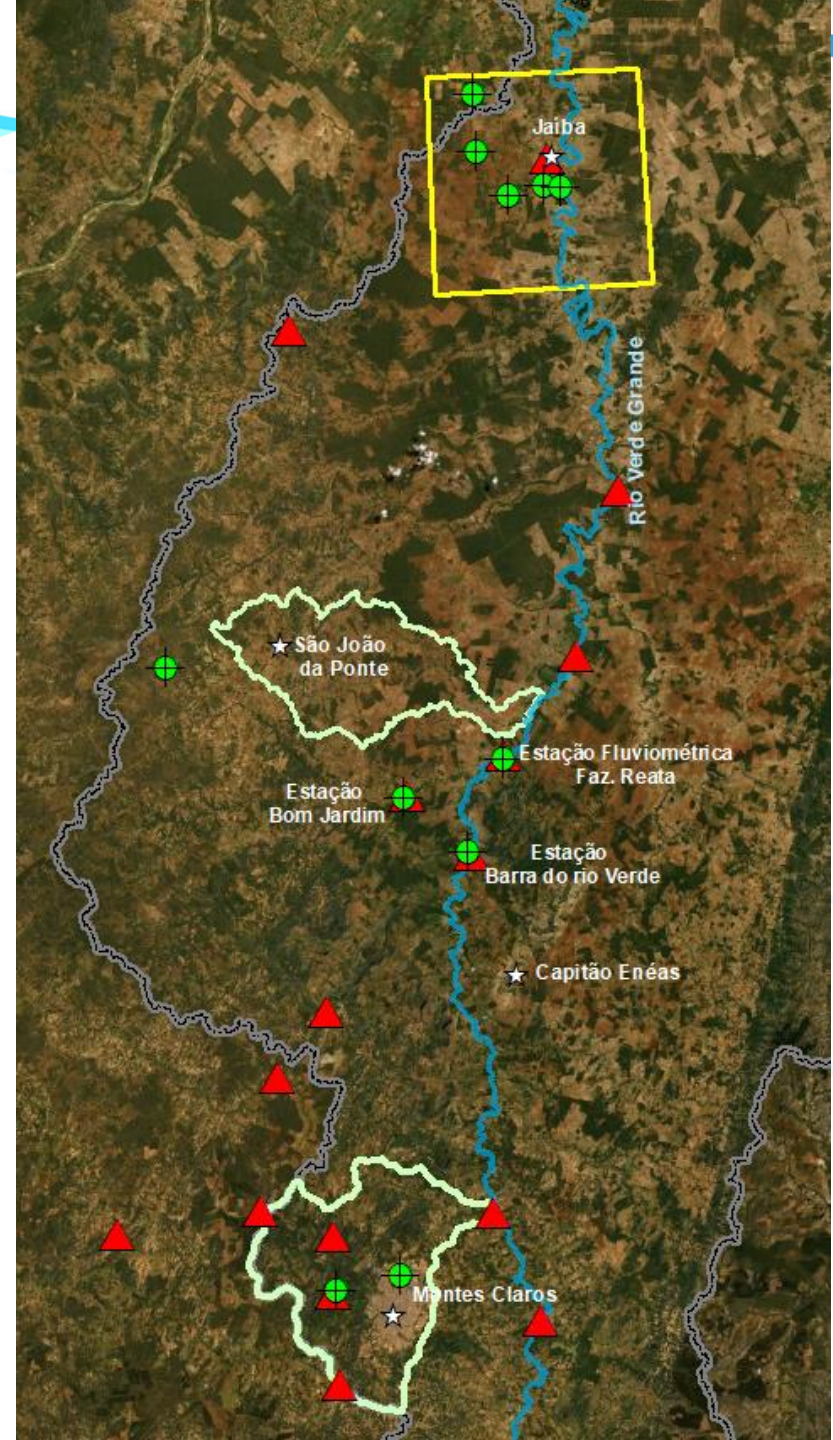 Jaíba
Rio Verde Grande
São João
da Ponte
Estação Fluviométrica
Faz. Reata
Estação
Bom Jardim
Estação
Barra do rio Verde
Capitão Enéas
Montes Claros